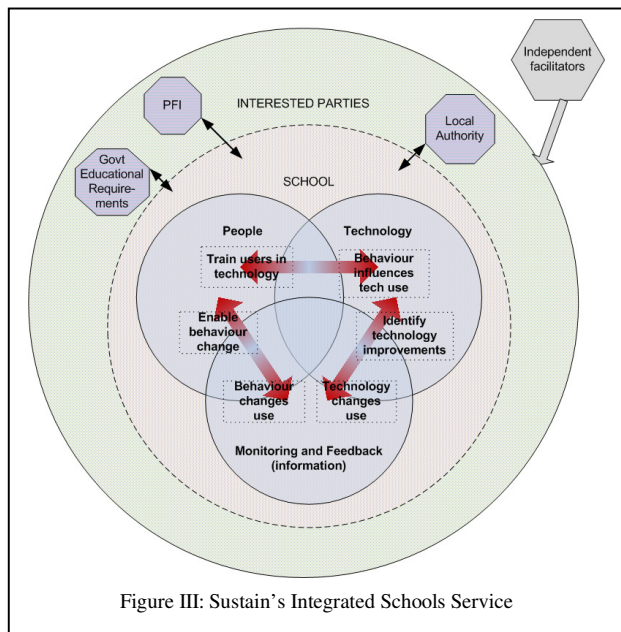 Independent
facilitators
PFI
INTERESTED PARTIES
Local
Authority
Govt
Educational
Require-
ments
SCHOOL
People
Technology
Train users in
technology
Behaviour
influences
tech use
Enable
behaviour
change
Identify
technology
improvements
Behaviour
changes
use
Technology
changes
use
Monitoring and Feedback
(information)
Figure III: Sustain's Integrated Schools Service